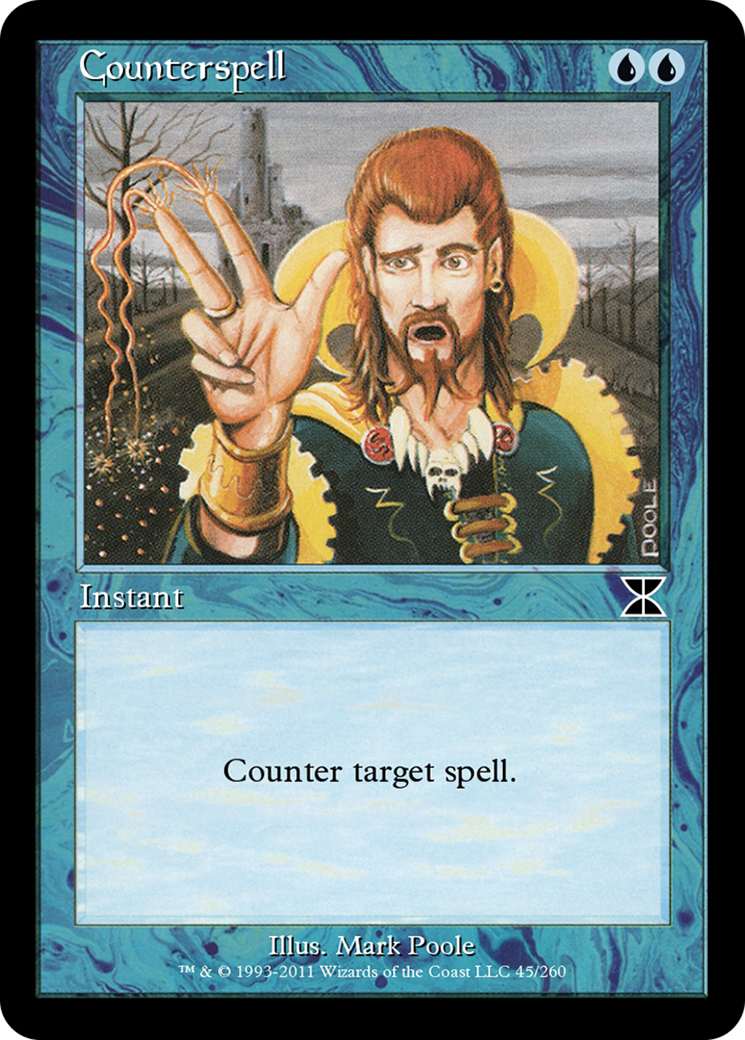 Counterspell
POOLE
Instant
Counter target spell.
Illus. Mark Poole
™ & © 1993-2011 Wizards of the Coast LLC 45/260